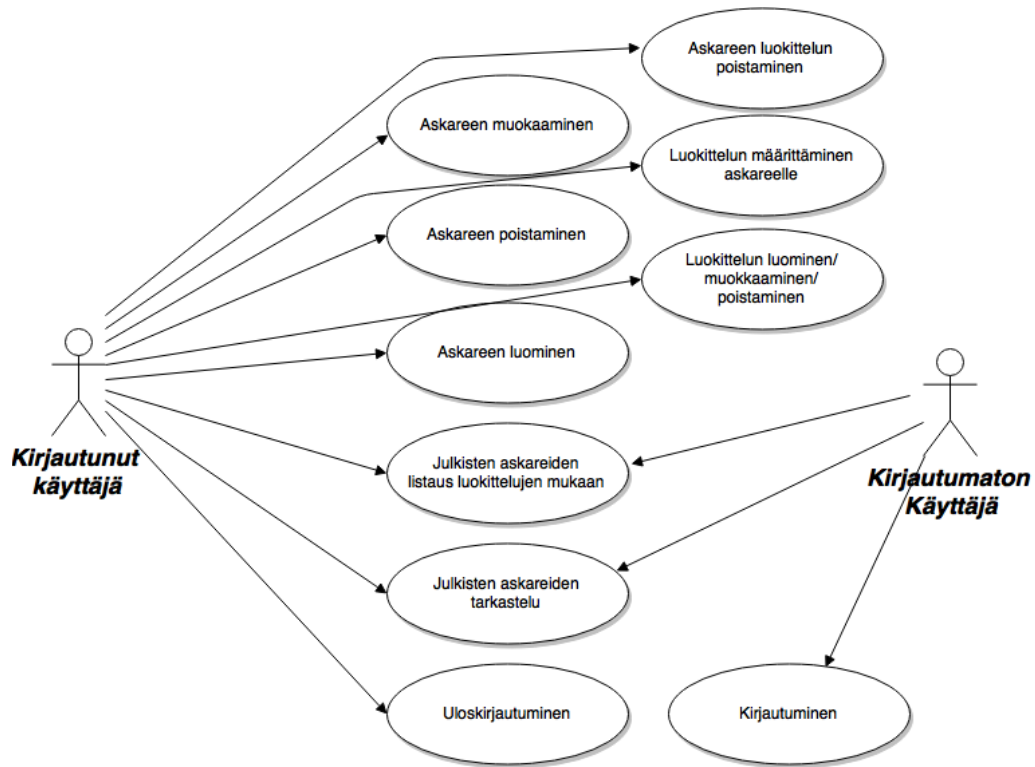 Askareen luokittelun
poistaminen
Askareen muokaaminen
Luokittelun määrittäminen
askareelle
Askareen poistaminen
Luokittelun luominen/
muokkaaminen/
poistaminen
Askareen luominen
Kirjautunut
käyttäjä
Julkisten askareiden
listaus luokittelujen mukaan
Kirjautumaton
Käyttäjä
Julkisten askareiden
tarkastelu
Uloskirjautuminen
Kirjautuminen